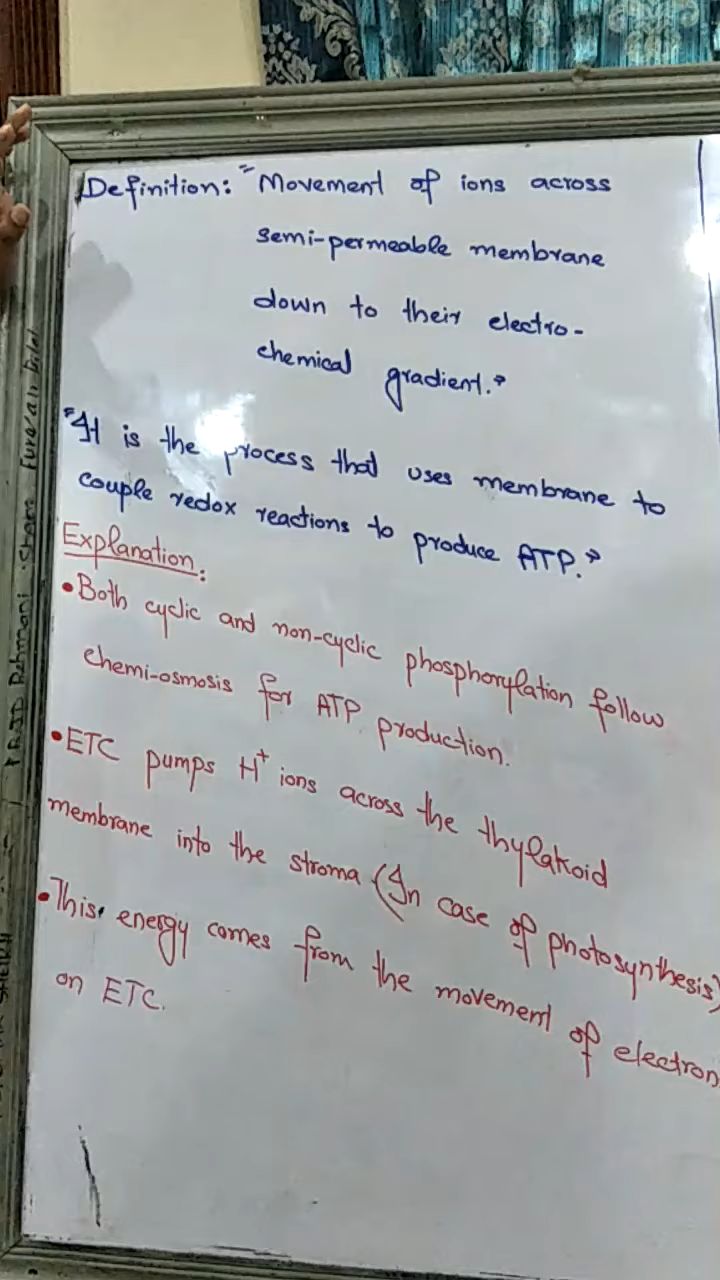 Definition: "Movement of ions across
semi-permeable membrane
down to their electro-
chemical gradient."
"It is the process that uses membrane to
couple redox reactions to produce ATP."
Explanation:
•Both cyclic and non-cyclic phosphorylation follow
chemi-osmosis for ATP production.
•ETC pumps H⁺ ions across the thylakoid
membrane into the stroma (In case of photosynthesis)
•This energy comes from the movement of electron
on ETC.